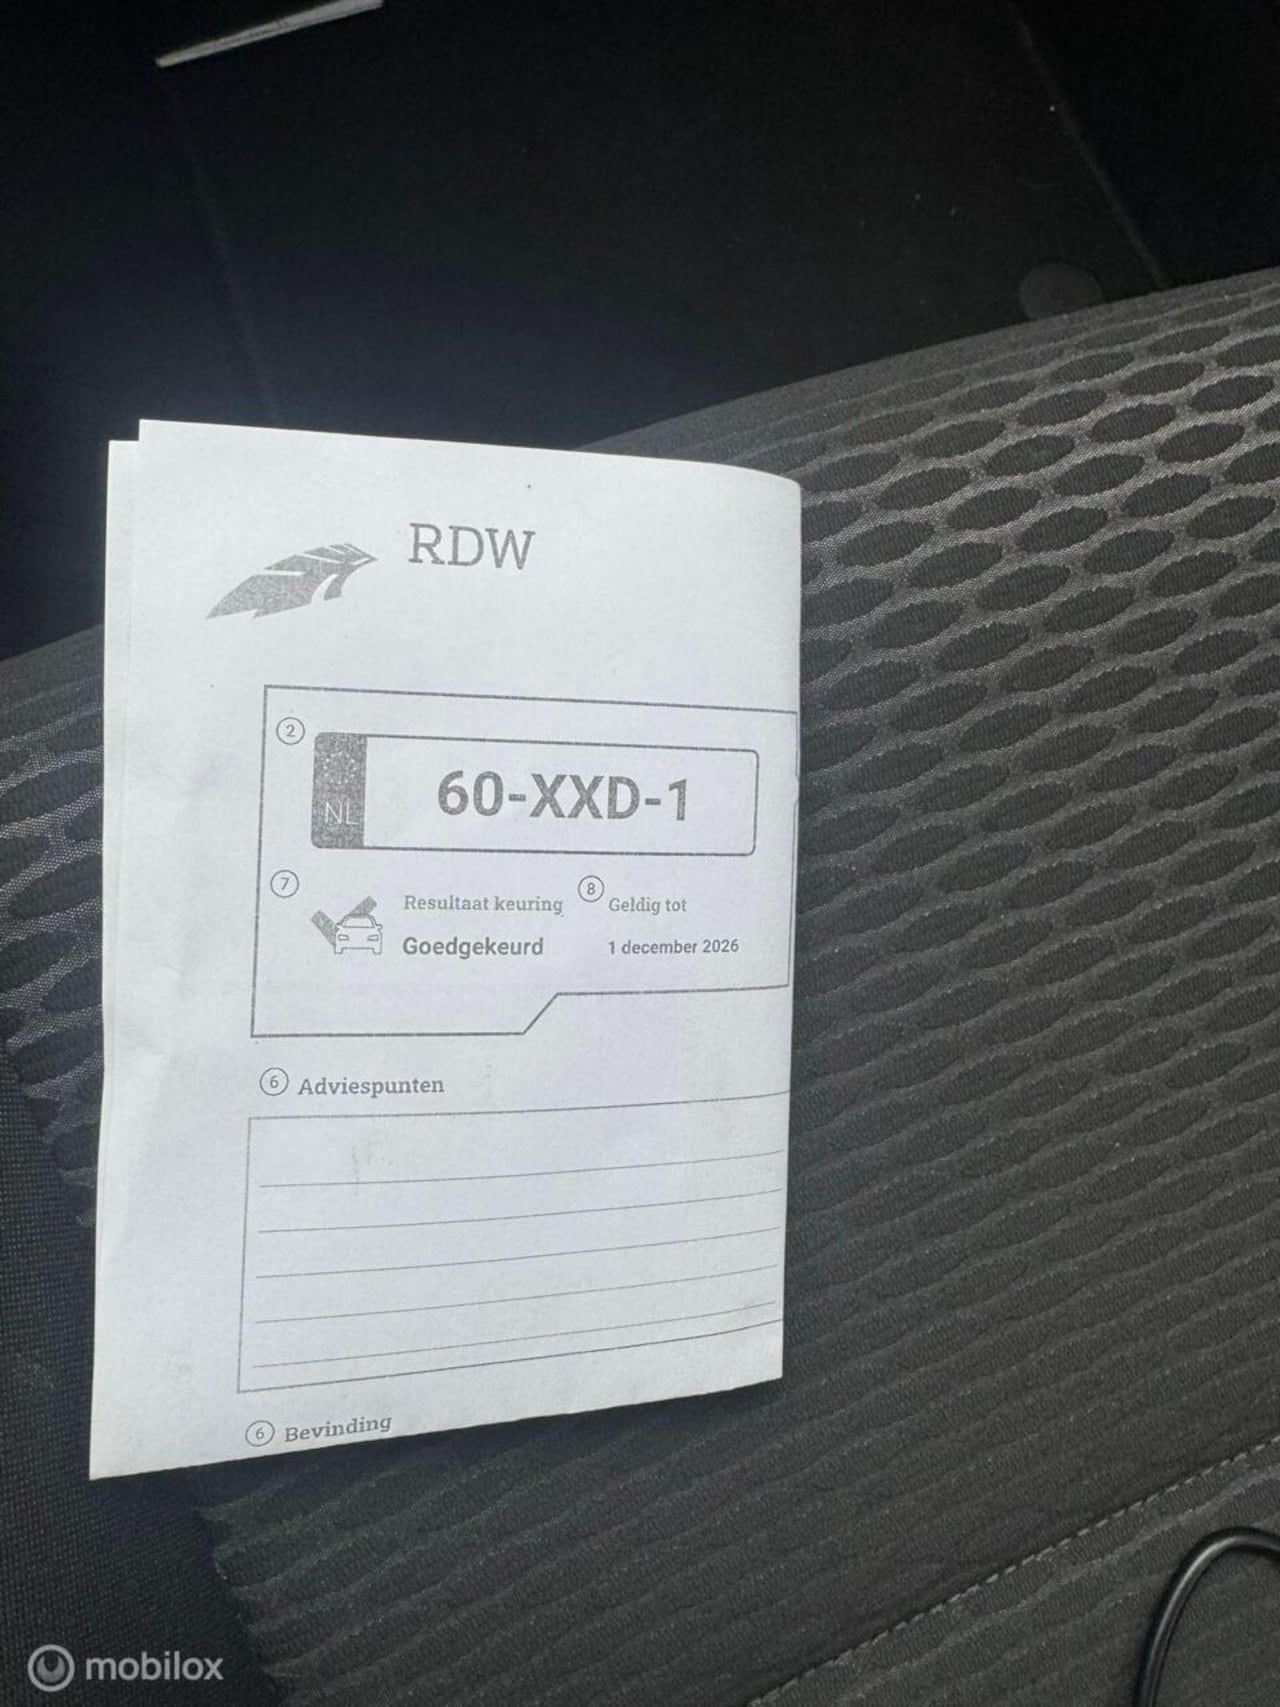 RDW
2
NL
60-XXD-1
7
Resultaat keuring
Goedgekeurd
8
Geldig tot
1 december 2026
6 Adviespunten
6 Bevinding
mobilox